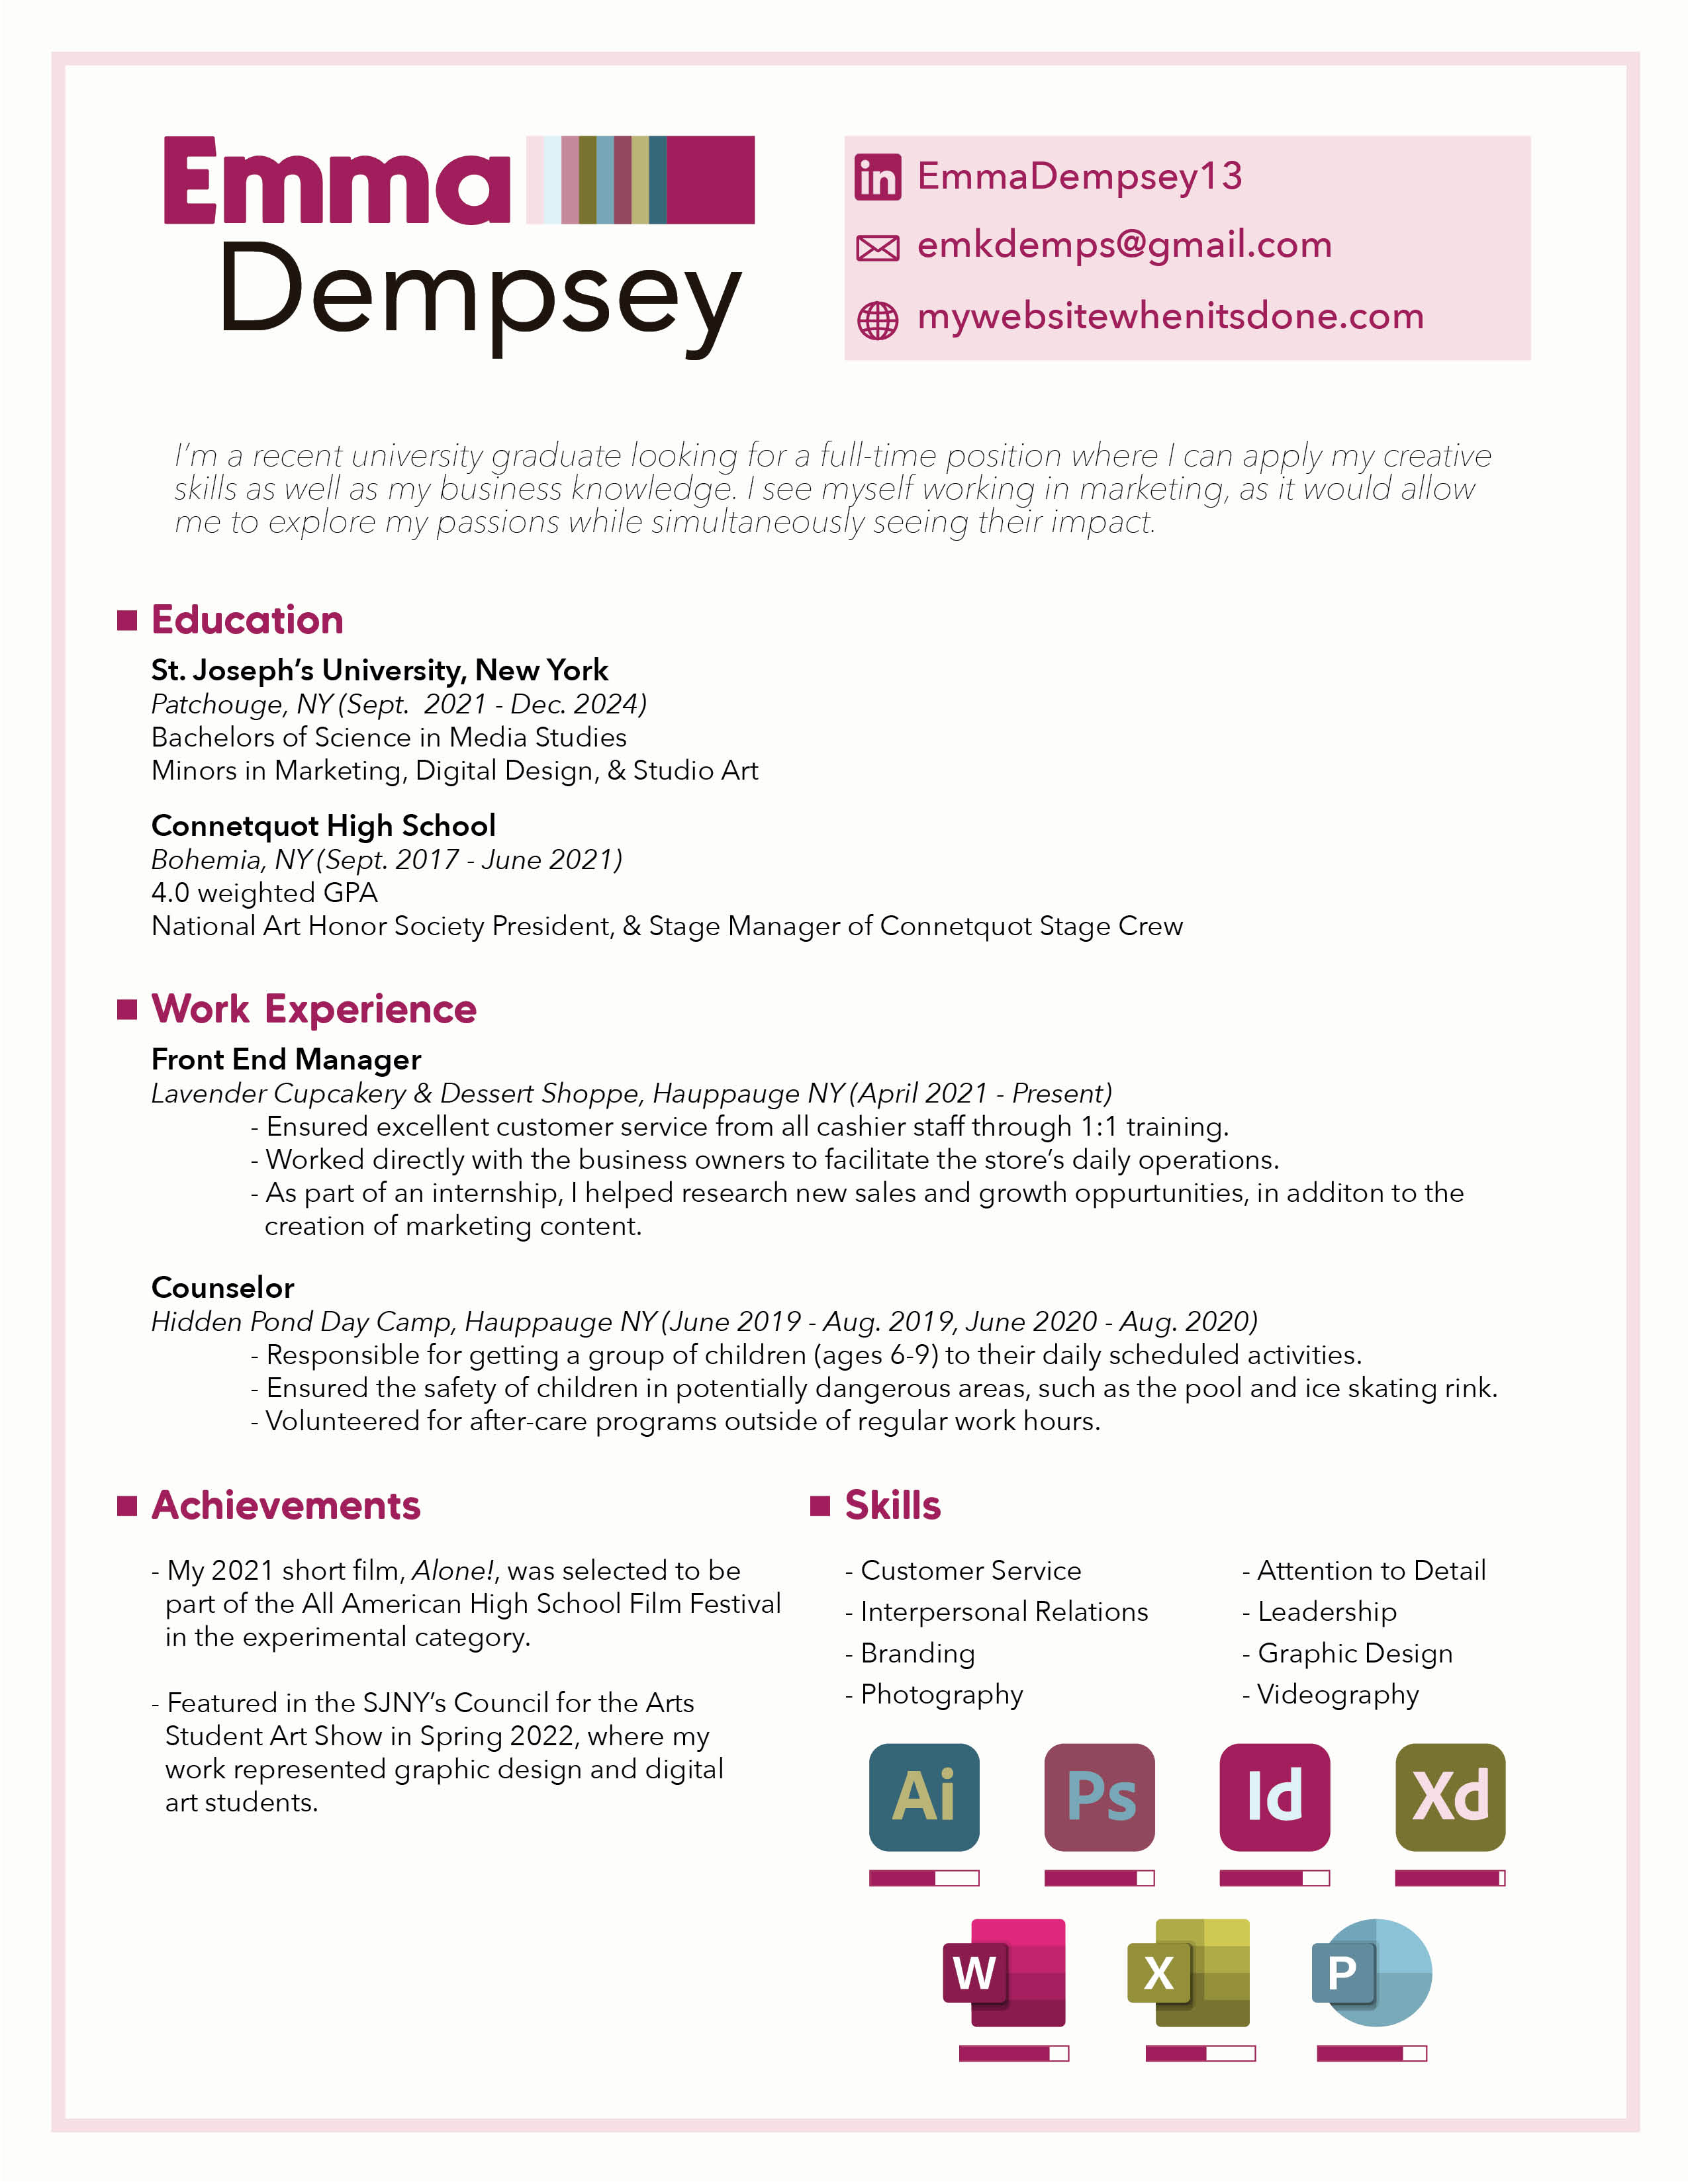 Emma
Dempsey
in EmmaDempsey13
emkdemps@gmail.com
mywebsitewhenitsdone.com
I’m a recent university graduate looking for a full-time position where I can apply my creative
skills as well as my business knowledge. I see myself working in marketing, as it would allow
me to explore my passions while simultaneously seeing their impact.
Education
St. Joseph’s University, New York
Patchouge, NY (Sept.  2021 - Dec. 2024)
Bachelors of Science in Media Studies
Minors in Marketing, Digital Design, & Studio Art
Connetquot High School
Bohemia, NY (Sept. 2017 - June 2021)
4.0 weighted GPA
National Art Honor Society President, & Stage Manager of Connetquot Stage Crew
Work Experience
Front End Manager
Lavender Cupcakery & Dessert Shoppe, Hauppauge NY (April 2021 - Present)
- Ensured excellent customer service from all cashier staff through 1:1 training.
- Worked directly with the business owners to facilitate the store’s daily operations.
- As part of an internship, I helped research new sales and growth oppurtunities, in additon to the
creation of marketing content.
Counselor
Hidden Pond Day Camp, Hauppauge NY (June 2019 - Aug. 2019, June 2020 - Aug. 2020)
- Responsible for getting a group of children (ages 6-9) to their daily scheduled activities.
- Ensured the safety of children in potentially dangerous areas, such as the pool and ice skating rink.
- Volunteered for after-care programs outside of regular work hours.
Achievements
- My 2021 short film, Alone!, was selected to be
part of the All American High School Film Festival
in the experimental category.
- Featured in the SJNY’s Council for the Arts
Student Art Show in Spring 2022, where my
work represented graphic design and digital
art students.
Skills
- Customer Service
- Interpersonal Relations
- Branding
- Photography
- Attention to Detail
- Leadership
- Graphic Design
- Videography
Ai Ps Id Xd
W X P